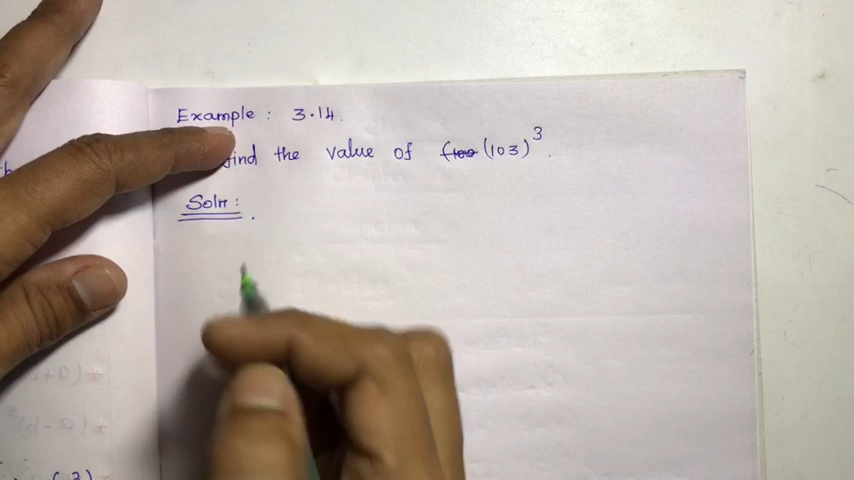 Example : 3.14.
find the value of (103)³.
Soln :